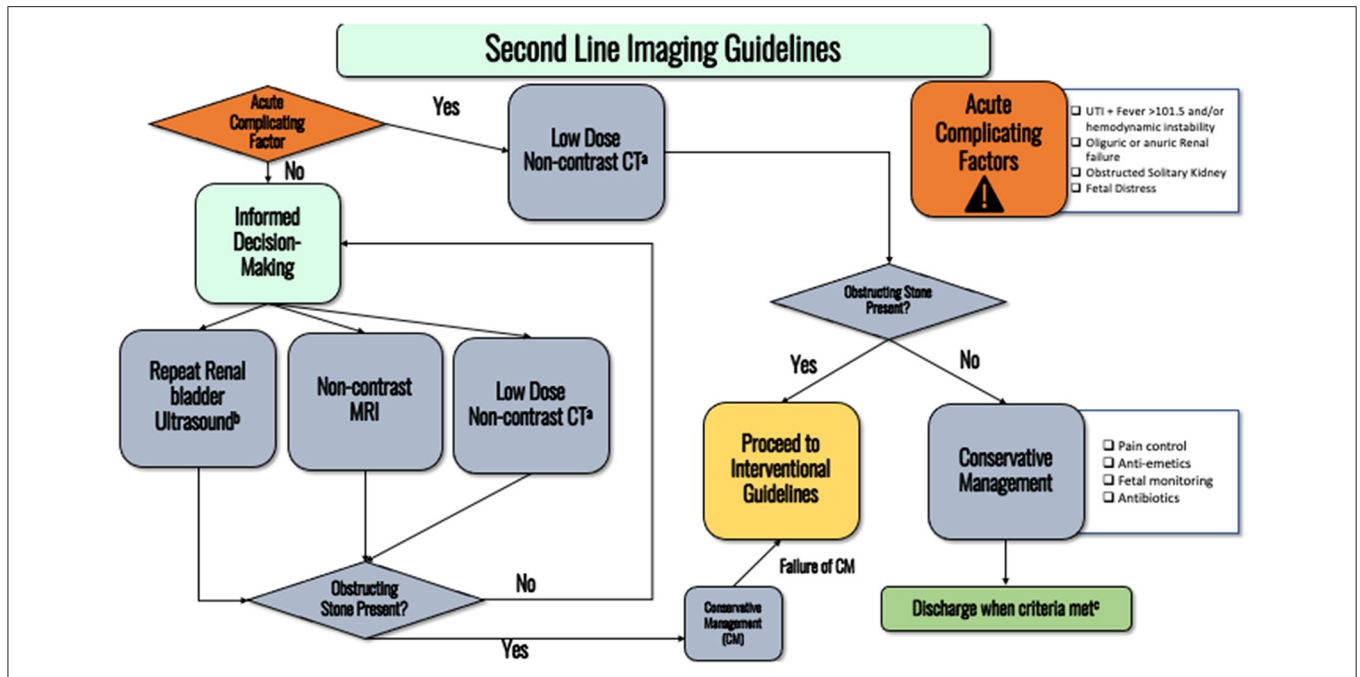 Second Line Imaging Guidelines
Acute
Complicating
Factor
Yes
No
Low Dose
Non-contrast CTª
Acute
Complicating
Factors
❑ UTI + Fever >101.5 and/or
hemodynamic instability
❑ Oliguric or anuric Renal
failure
❑ Obstructed Solitary Kidney
❑ Fetal Distress
Informed
Decision-
Making
Repeat Renal
bladder
Ultrasoundᵇ
Non-contrast
MRI
Low Dose
Non-contrast CTª
Obstructing Stone
Present?
Yes
No
Proceed to
Interventional
Guidelines
Conservative
Management
❑ Pain control
❑ Anti-emetics
❑ Fetal monitoring
❑ Antibiotics
Obstructing
Stone Present?
No
Yes
Conservative
Management
(CM)
Failure of CM
Discharge when criteria metᶜ